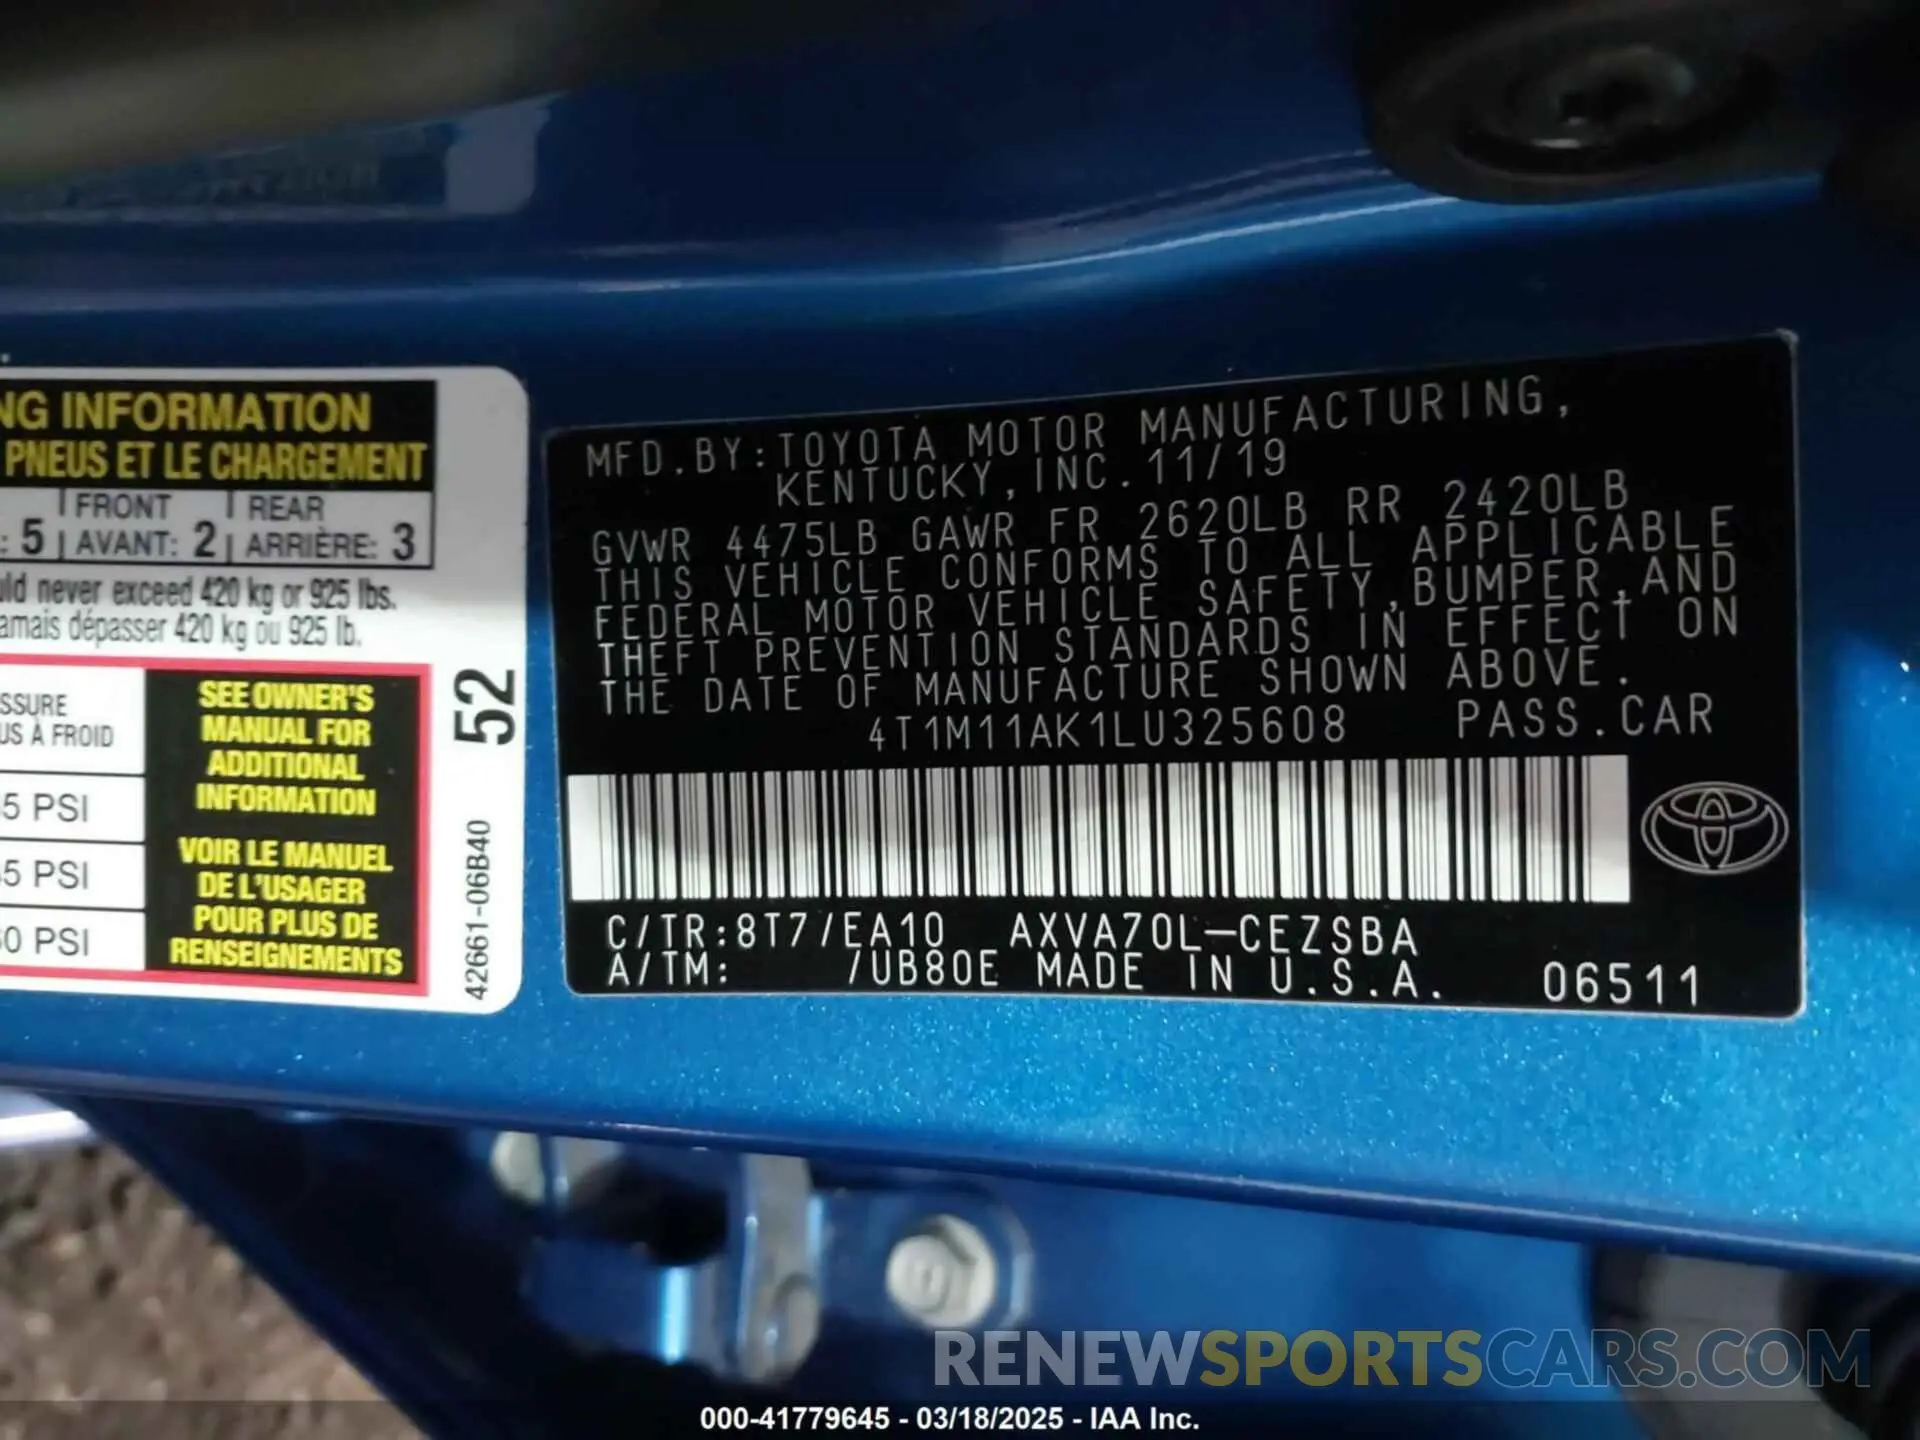 NG INFORMATION
PNEUS ET LE CHARGEMENT
FRONT REAR
: 5 AVANT: 2 ARRIÈRE: 3
uld never exceed 420 kg or 925 lbs.
amais dépasser 420 kg ou 925 lb.
SSURE
US À FROID
5 PSI
5 PSI
0 PSI
SEE OWNER'S
MANUAL FOR
ADDITIONAL
INFORMATION
VOIR LE MANUEL
DE L'USAGER
POUR PLUS DE
RENSEIGNEMENTS
52
42661-06B40
MFD.BY:TOYOTA MOTOR MANUFACTURING,
KENTUCKY,INC.11/19
GVWR 4475LB GAWR FR 2620LB RR 2420LB
THIS VEHICLE CONFORMS TO ALL APPLICABLE
FEDERAL MOTOR VEHICLE SAFETY,BUMPER,AND
THEFT PREVENTION STANDARDS IN EFFECT ON
THE DATE OF MANUFACTURE SHOWN ABOVE.
4T1M11AK1LU325608 PASS.CAR
C/TR:8T7/EA10 AXVA70L-CEZSBA
A/TM: /UB80E MADE IN U.S.A. 06511
RENEWSPORTSCARS.COM
000-41779645 - 03/18/2025 - IAA Inc.